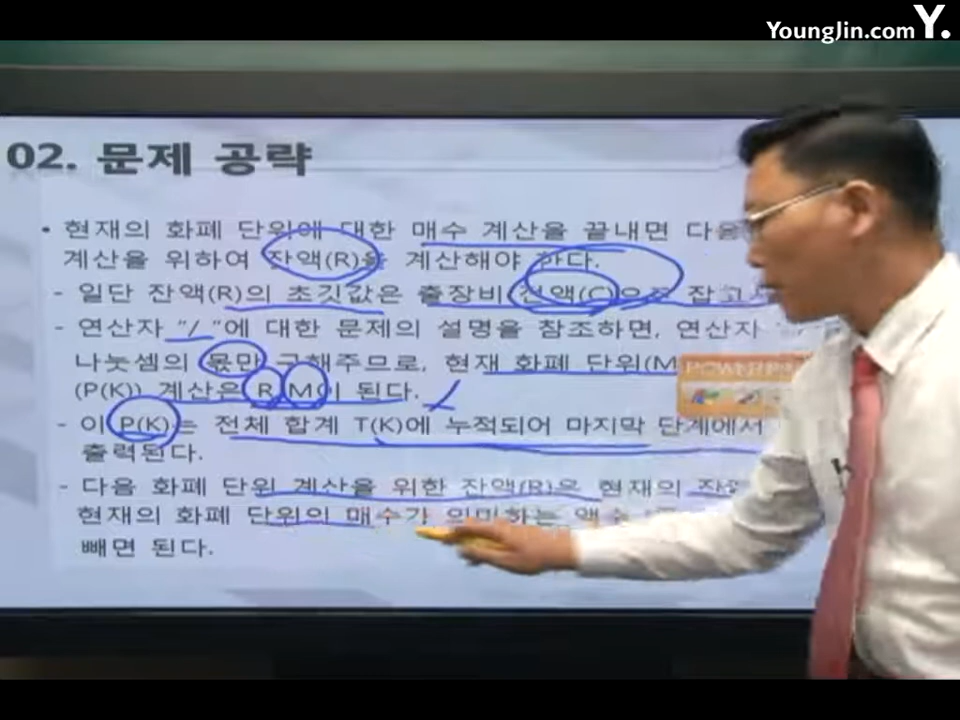 YoungJin.com Y.
02. 문제 공략
• 현재의 화폐 단위에 대한 매수 계산을 끝내면 다음
계산을 위하여 잔액(R)을 계산해야 한다.
- 일단 잔액(R)의 초깃값은 출장비 전액(C)으로 잡고
- 연산자 "/ "에 대한 문제의 설명을 참조하면, 연산자
나눗셈의 몫만 구해주므로, 현재 화폐 단위(M
(P(K)) 계산은 R/M이 된다.
- 이 P(K)는 전체 합계 T(K)에 누적되어 마지막 단계에서
출력된다.
- 다음 화폐 단위 계산을 위한 잔액(R)은 현재의
현재의 화폐 단위의 매수가 의미하는 액수
빼면 된다.